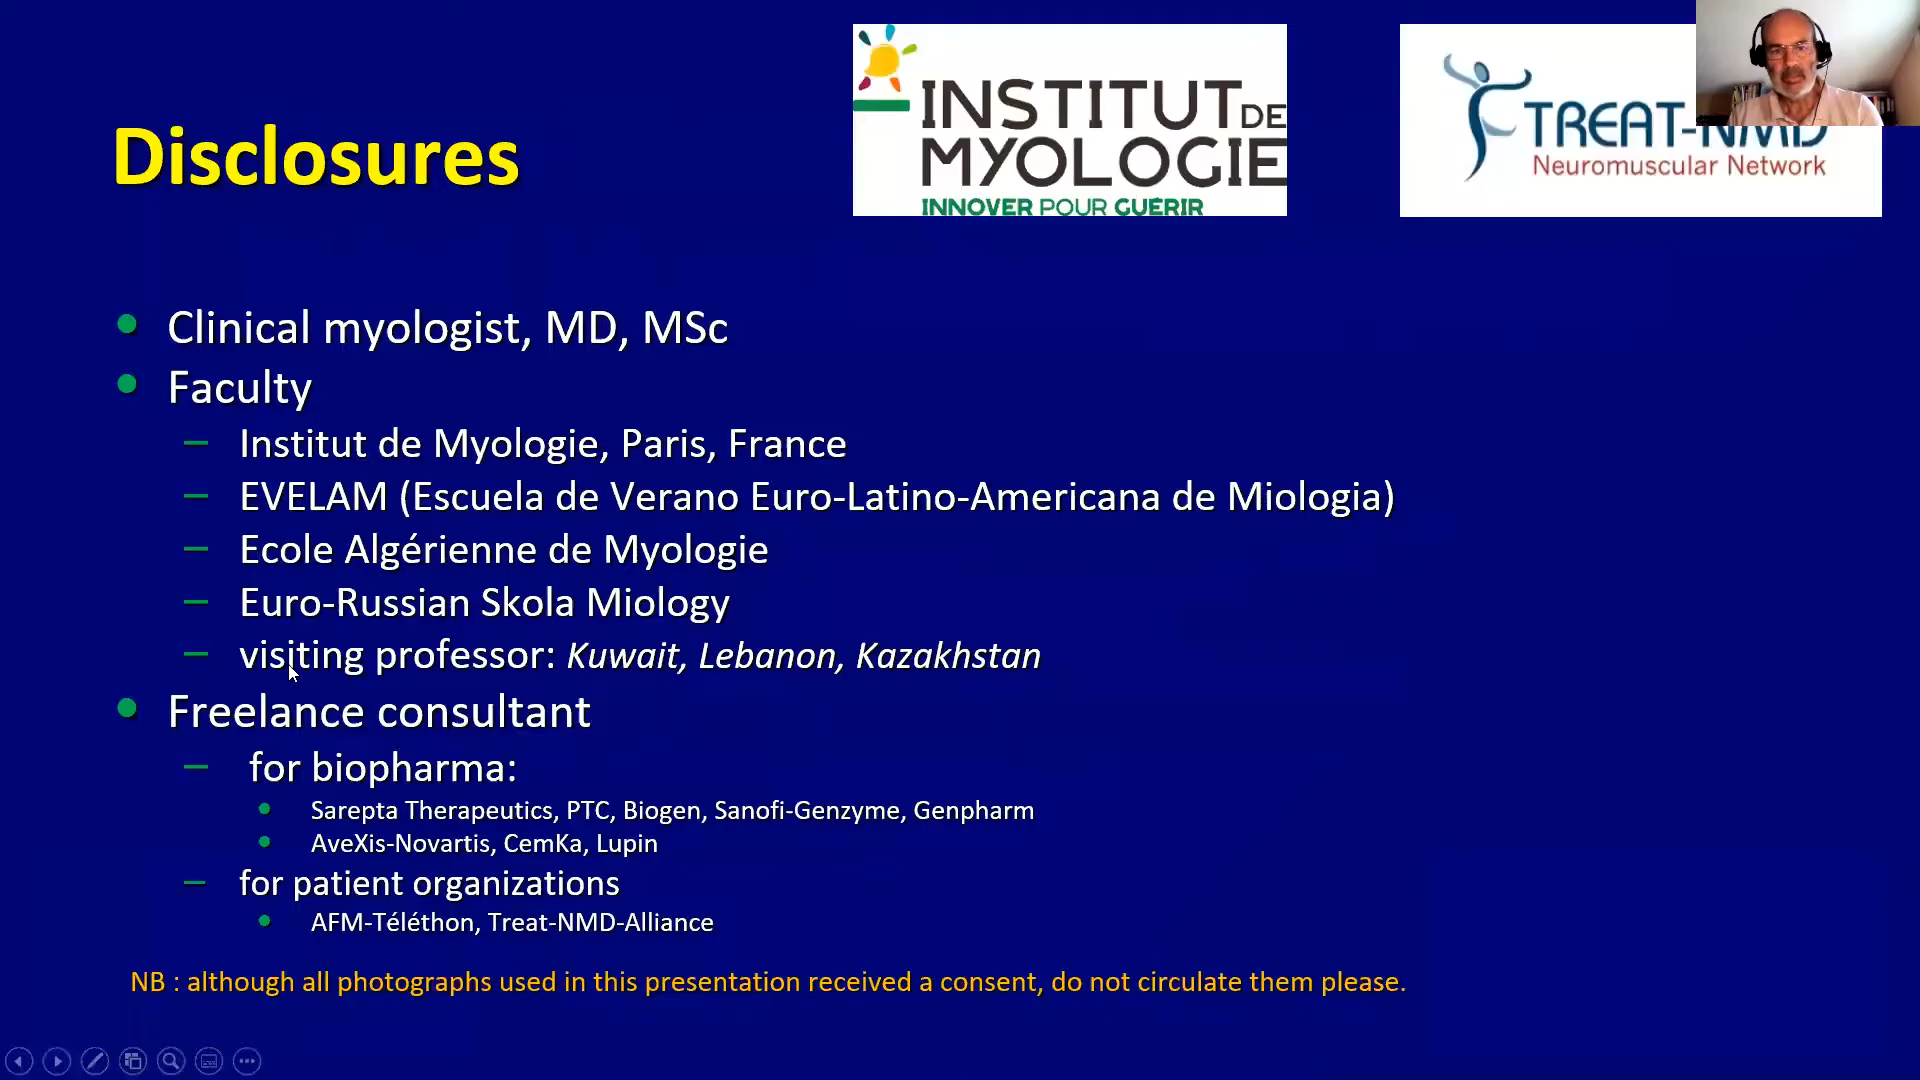 INSTITUT DE
MYOLOGIE
INNOVER POUR GUÉRIR
TREAT-NMD
Neuromuscular Network
Disclosures
Clinical myologist, MD, MSc
Faculty
– Institut de Myologie, Paris, France
– EVELAM (Escuela de Verano Euro-Latino-Americana de Miologia)
– Ecole Algérienne de Myologie
– Euro-Russian Skola Miology
– visiting professor: Kuwait, Lebanon, Kazakhstan
Freelance consultant
– for biopharma:
Sarepta Therapeutics, PTC, Biogen, Sanofi-Genzyme, Genpharm
AveXis-Novartis, CemKa, Lupin
– for patient organizations
AFM-Téléthon, Treat-NMD-Alliance
NB : although all photographs used in this presentation received a consent, do not circulate them please.